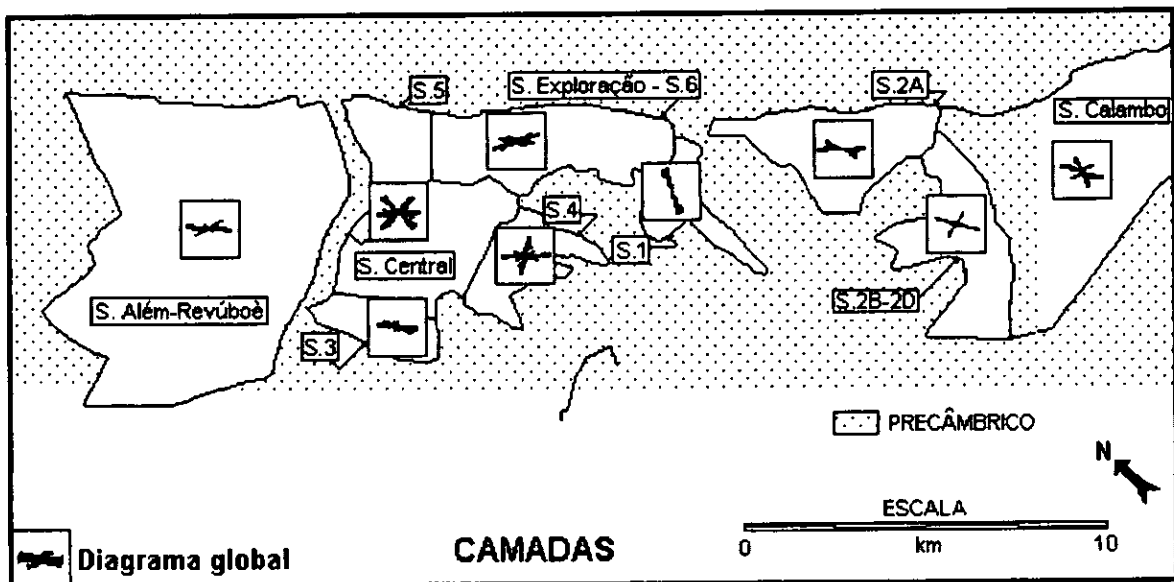 S.5
S. Exploração - S.6
S.2A
S. Calambo
S.4
S.1
S. Central
S. Além-Revúboè
S.3
S.2B-2D
PRECÂMBRICO
N
ESCALA
0 km 10
Diagrama global
CAMADAS